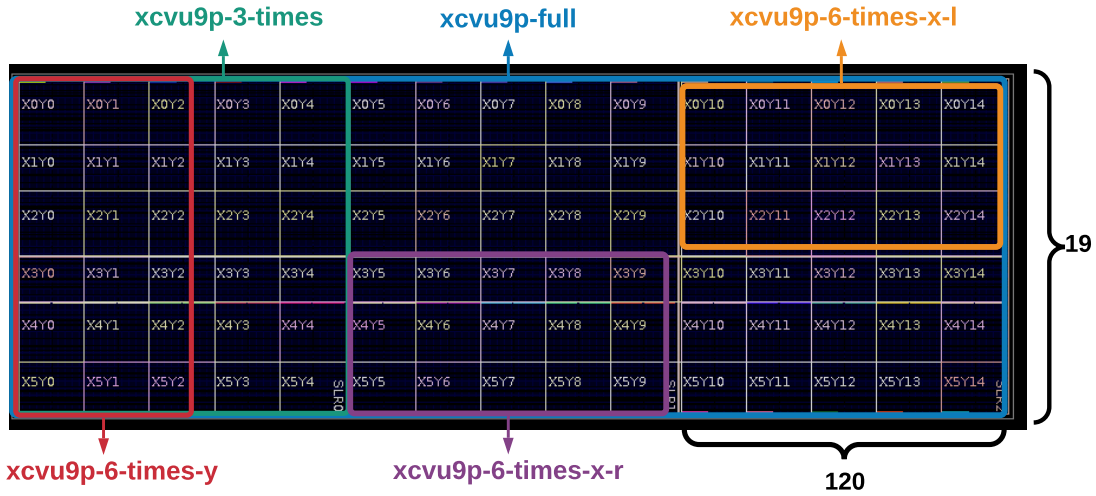 xcvu9p-3-times xcvu9p-full xcvu9p-6-times-x-l
X0Y0 X0Y1 X0Y2 X0Y3 X0Y4 X0Y5 X0Y6 X0Y7 X0Y8 X0Y9 X0Y10 X0Y11 X0Y12 X0Y13 X0Y14
X1Y0 X1Y1 X1Y2 X1Y3 X1Y4 X1Y5 X1Y6 X1Y7 X1Y8 X1Y9 X1Y10 X1Y11 X1Y12 X1Y13 X1Y14
X2Y0 X2Y1 X2Y2 X2Y3 X2Y4 X2Y5 X2Y6 X2Y7 X2Y8 X2Y9 X2Y10 X2Y11 X2Y12 X2Y13 X2Y14
19
X3Y0 X3Y1 X3Y2 X3Y3 X3Y4 X3Y5 X3Y6 X3Y7 X3Y8 X3Y9 X3Y10 X3Y11 X3Y12 X3Y13 X3Y14
X4Y0 X4Y1 X4Y2 X4Y3 X4Y4 X4Y5 X4Y6 X4Y7 X4Y8 X4Y9 X4Y10 X4Y11 X4Y12 X4Y13 X4Y14
X5Y0 X5Y1 X5Y2 X5Y3 X5Y4 X5Y5 X5Y6 X5Y7 X5Y8 X5Y9 X5Y10 X5Y11 X5Y12 X5Y13 X5Y14
SLR0 SLR1 SLR2
xcvu9p-6-times-y xcvu9p-6-times-x-r 120